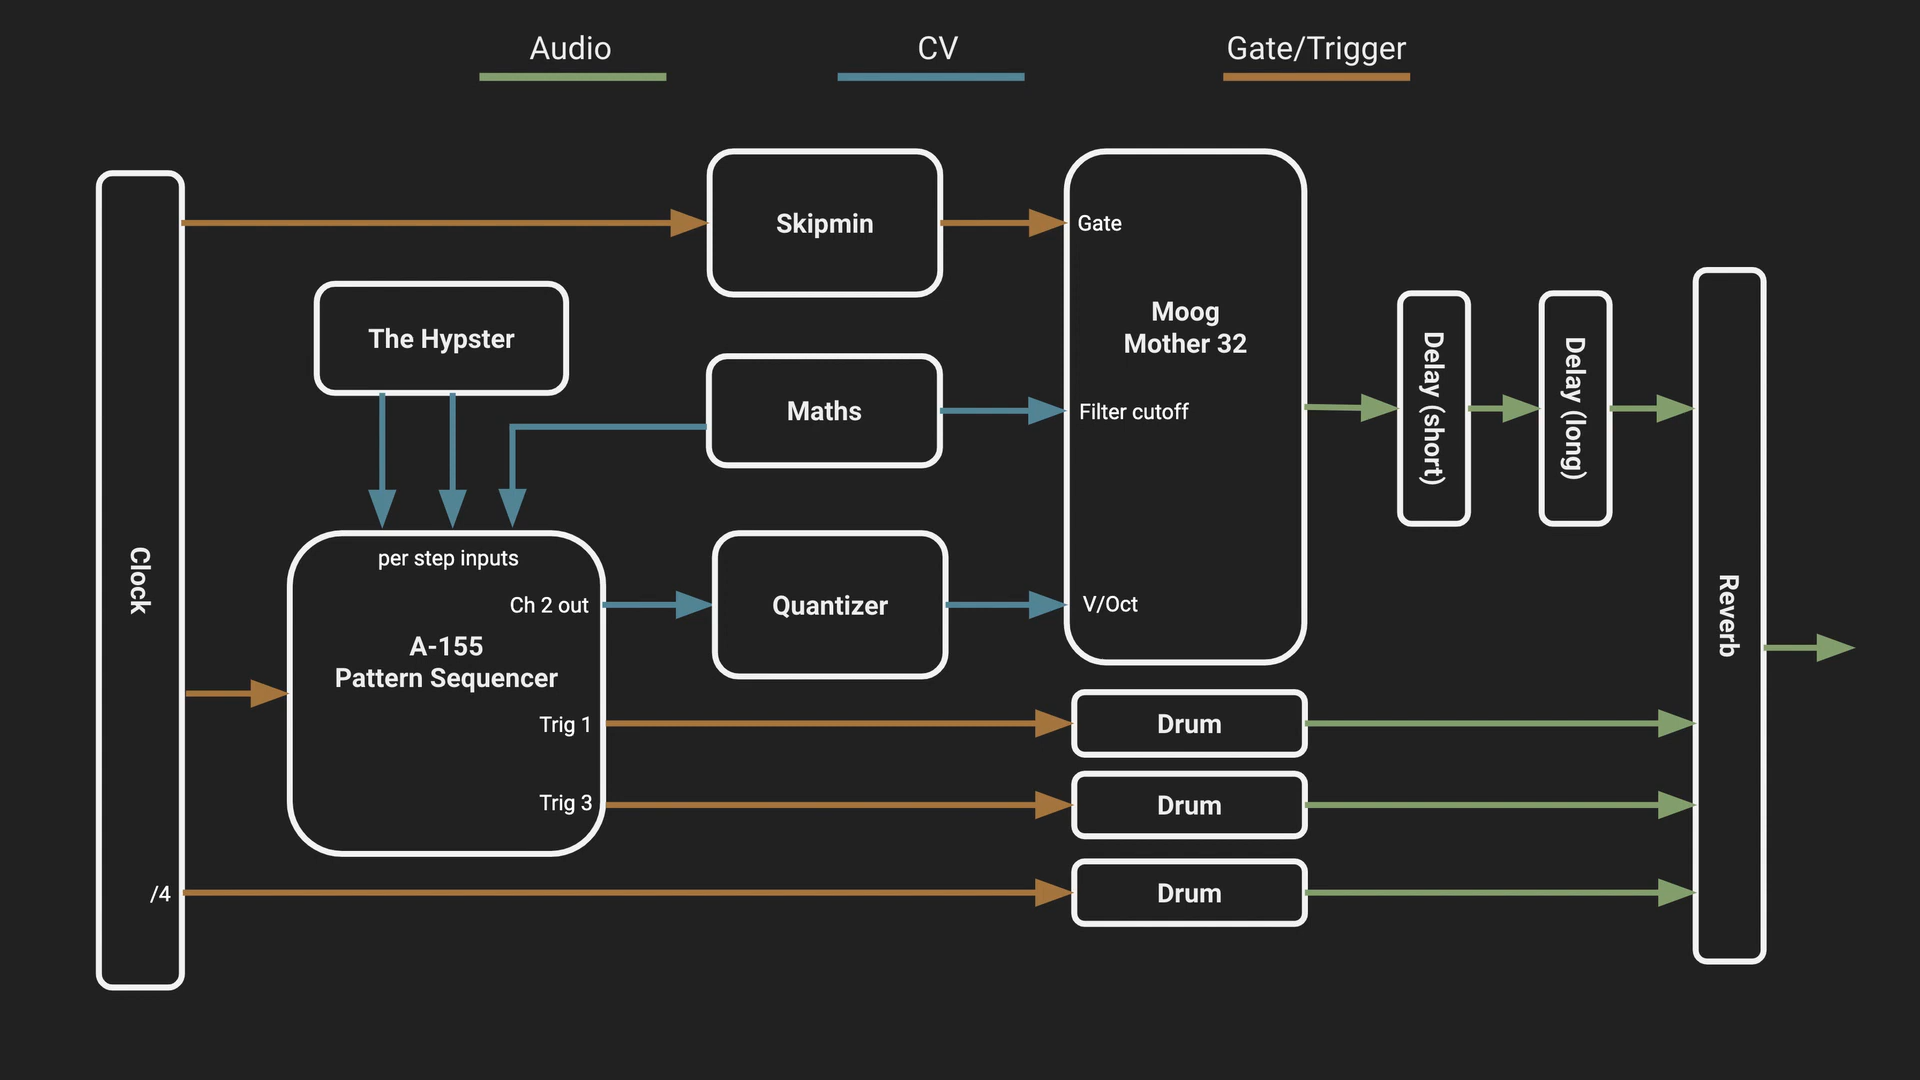 Audio
CV
Gate/Trigger
Skipmin
Gate
The Hypster
Moog
Mother 32
Maths
Filter cutoff
Delay (short)
Delay (long)
Clock
per step inputs
Ch 2 out
A-155
Pattern Sequencer
Quantizer
V/Oct
Reverb
Trig 1
Drum
Trig 3
Drum
/4
Drum